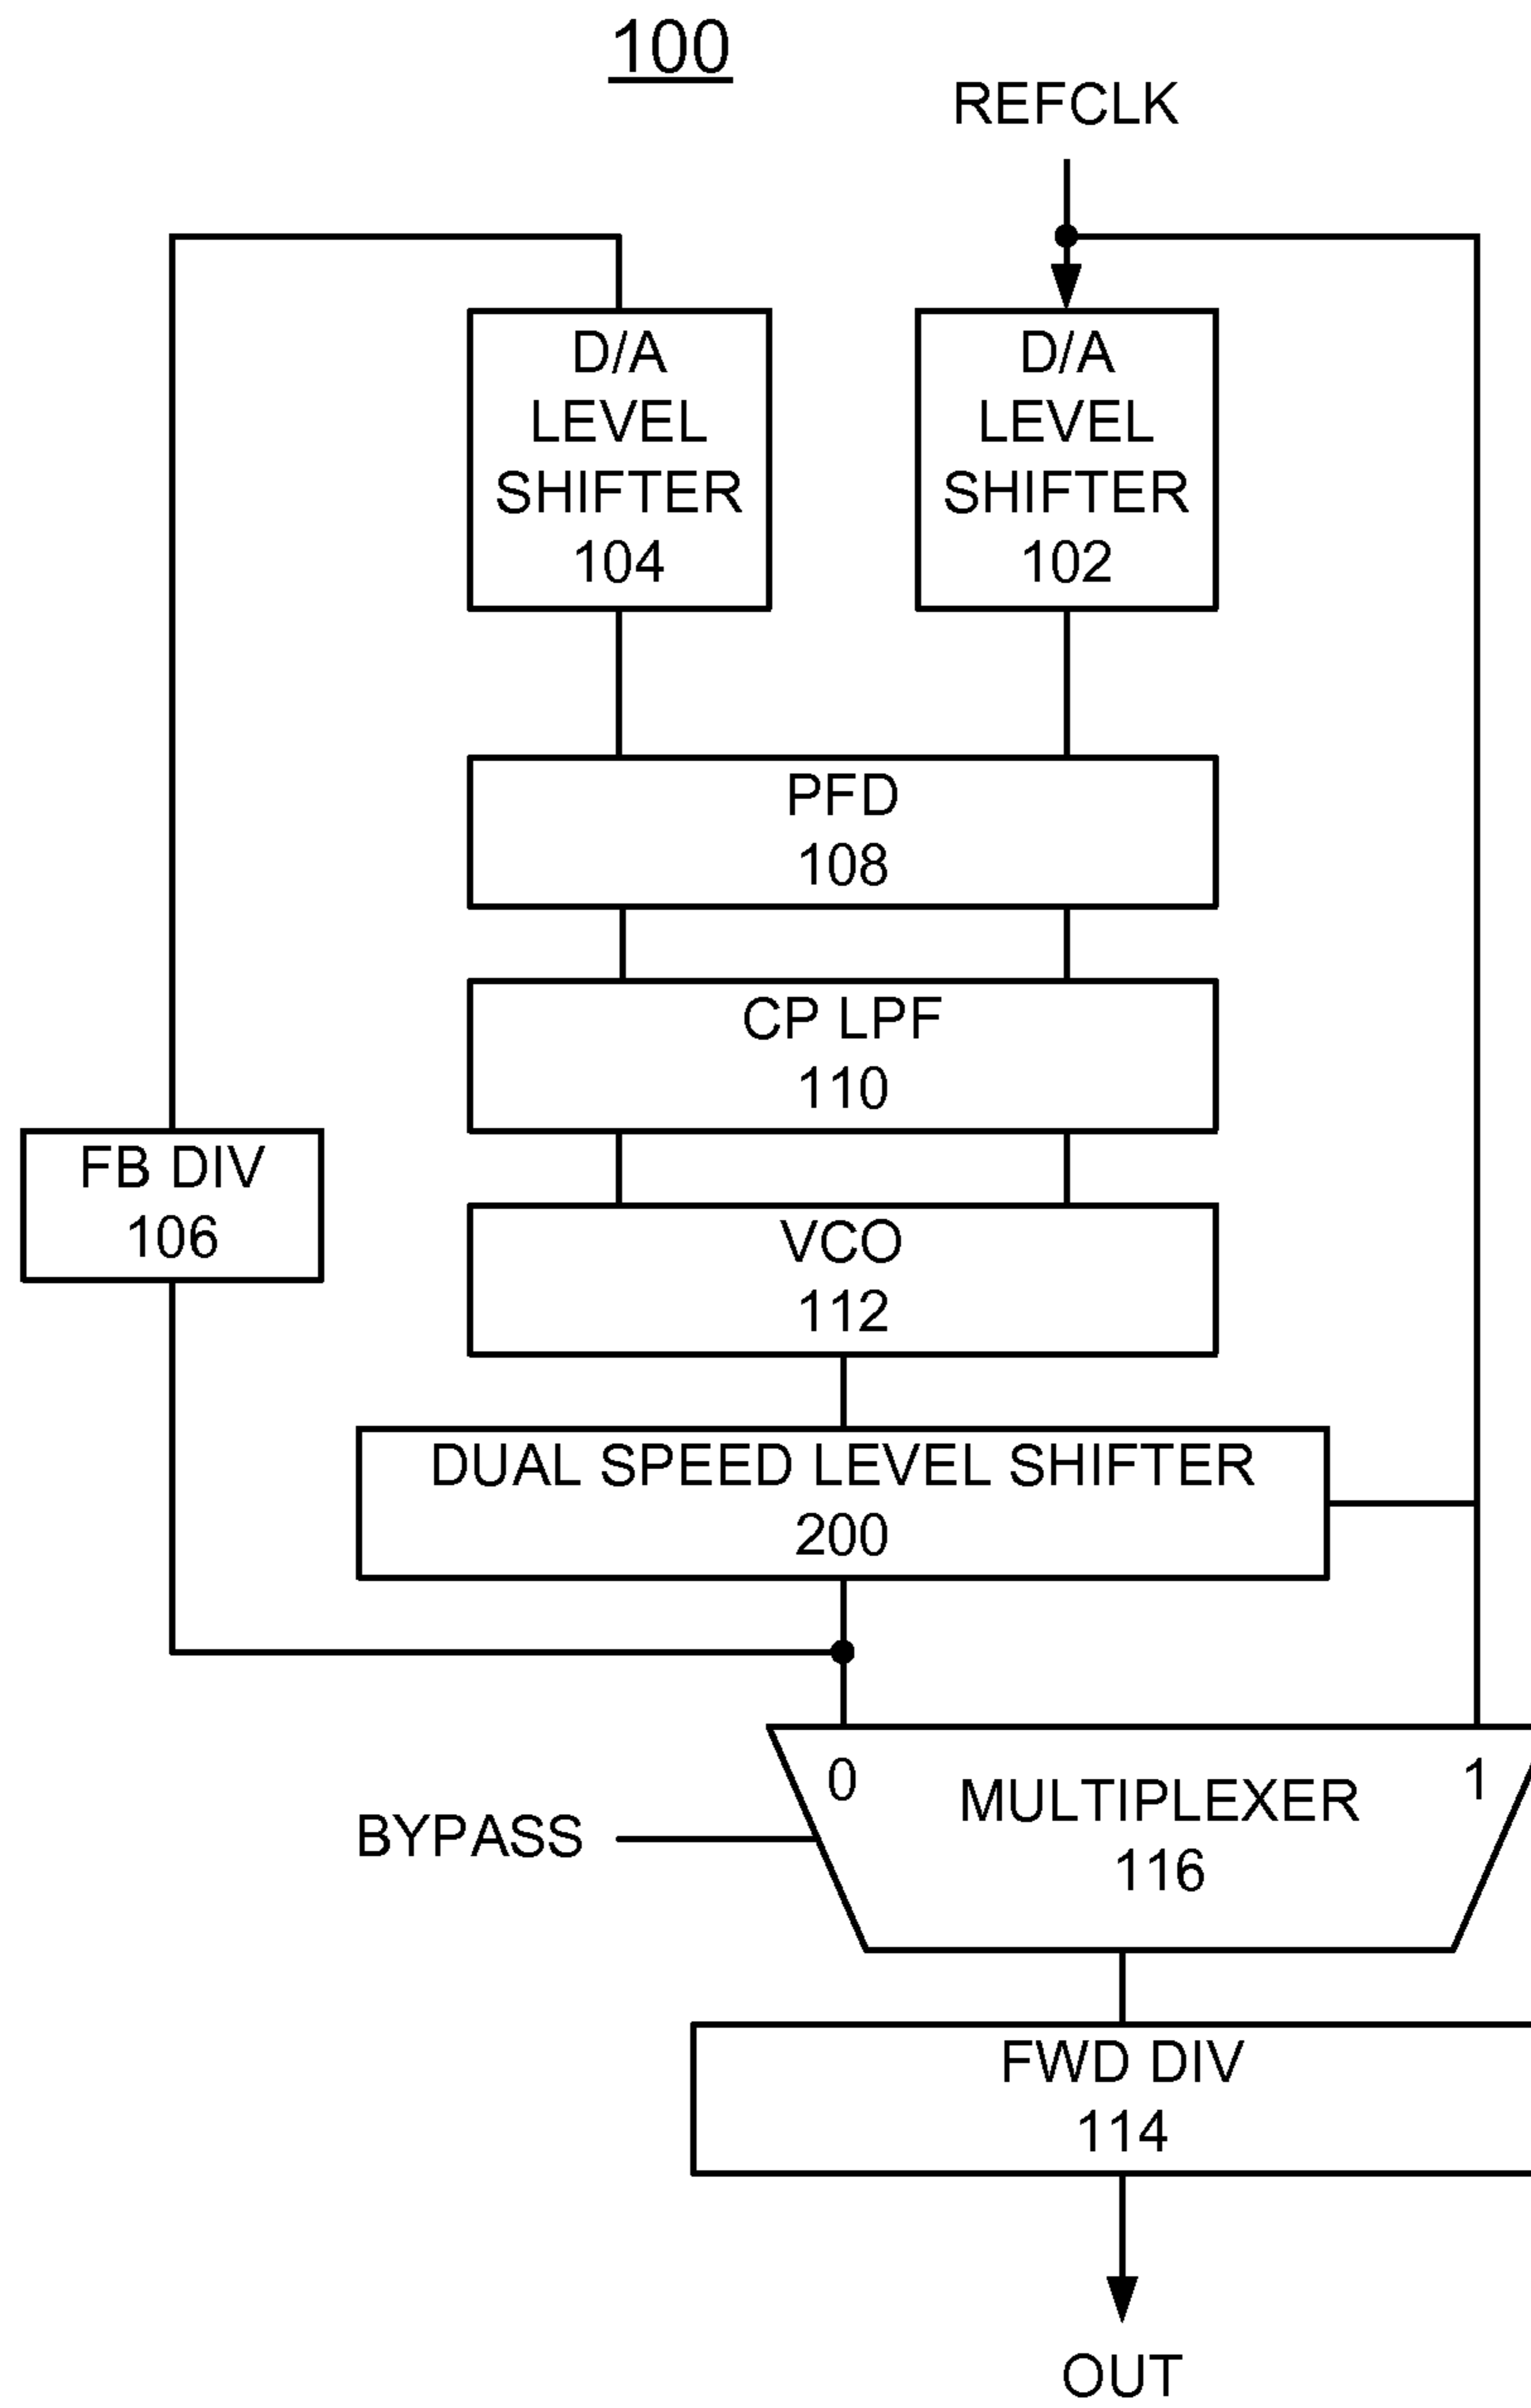 100
REFCLK
D/A
LEVEL
SHIFTER
104
D/A
LEVEL
SHIFTER
102
PFD
108
CP LPF
110
FB DIV
106
VCO
112
DUAL SPEED LEVEL SHIFTER
200
0
1
MULTIPLEXER
116
BYPASS
FWD DIV
114
OUT